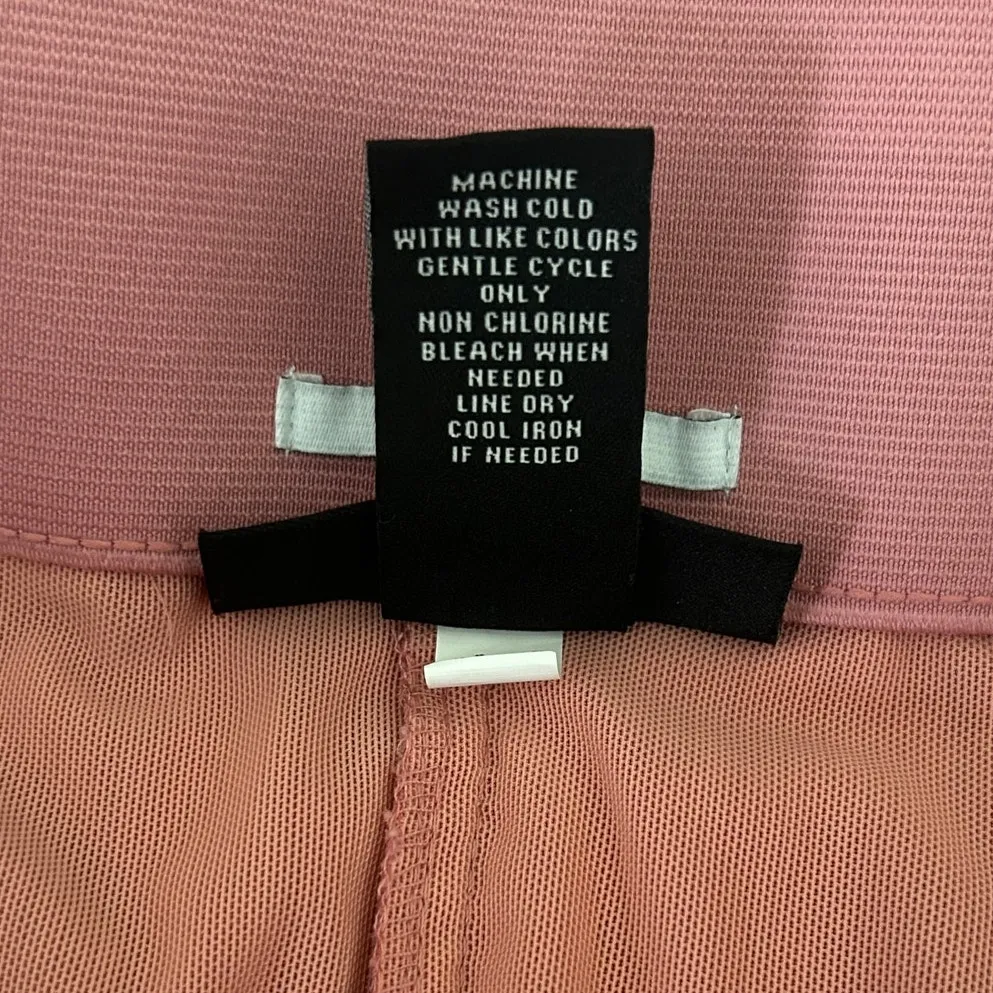 MACHINE
WASH COLD
WITH LIKE COLORS
GENTLE CYCLE
ONLY
NON CHLORINE
BLEACH WHEN
NEEDED
LINE DRY
COOL IRON
IF NEEDED